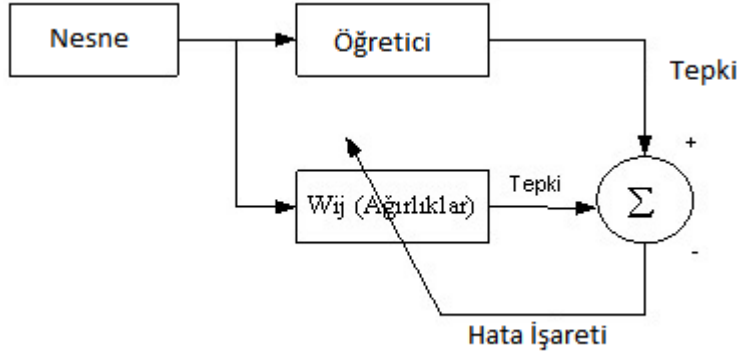 Nesne
Öğretici
Tepki
+
Wij (Ağırlıklar)
Tepki
Σ
-
Hata İşareti